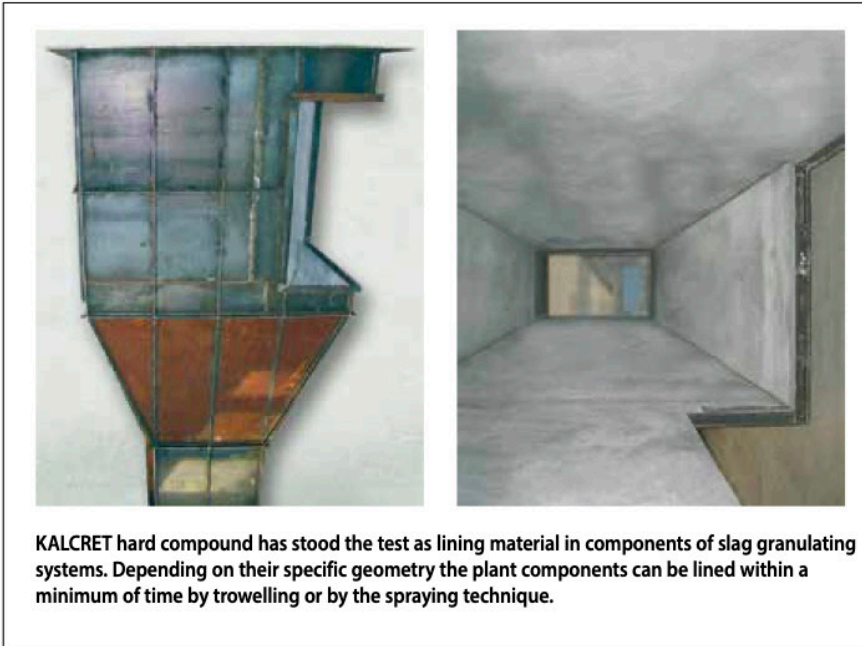 KALCRET hard compound has stood the test as lining material in components of slag granulating
systems. Depending on their specific geometry the plant components can be lined within a
minimum of time by trowelling or by the spraying technique.